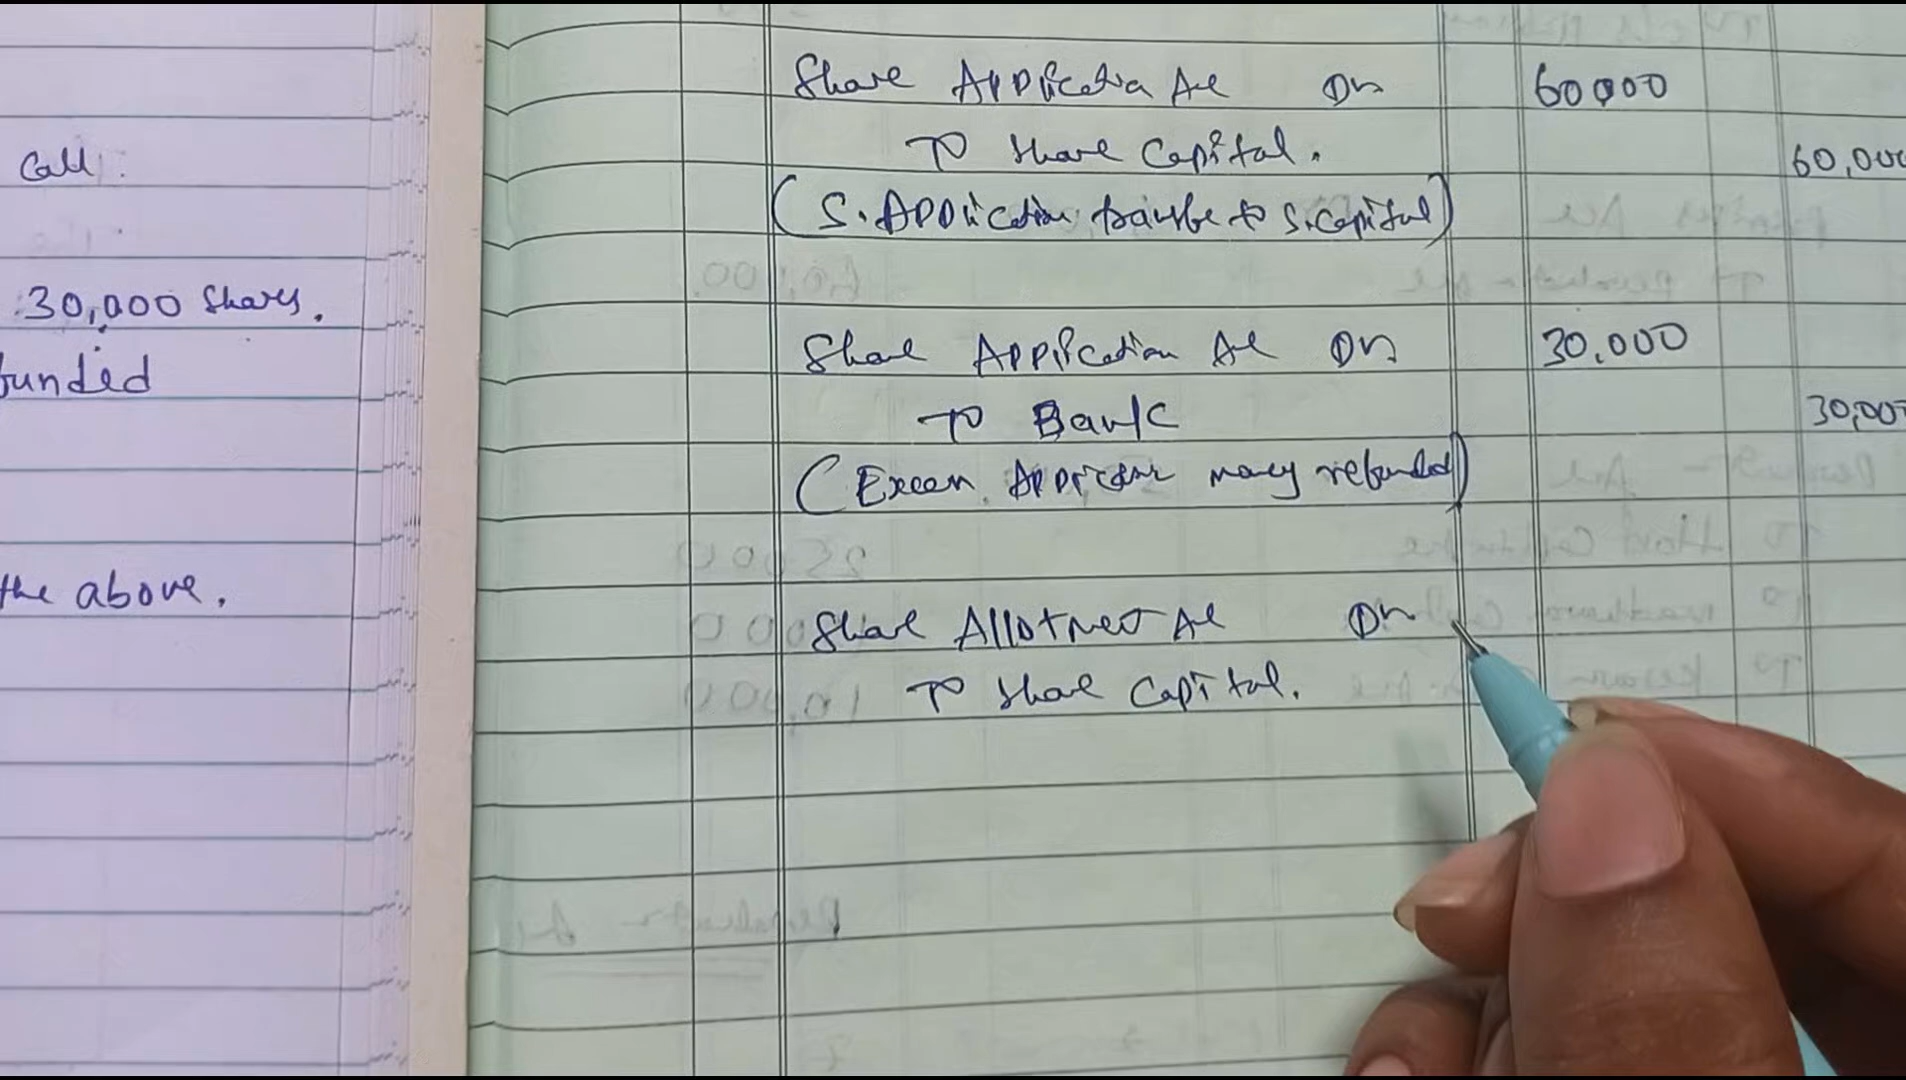 Call.
30,000 Shares.
funded
the above.
Share Application A/c Dr 60000
To Share Capital. 60,000
(S. Application transfe to S. Capital)
Share Application A/c Dr 30,000
To Bank 30,000
(Excess Application money refunded)
Share Allotment A/c Dr
To Share Capital.